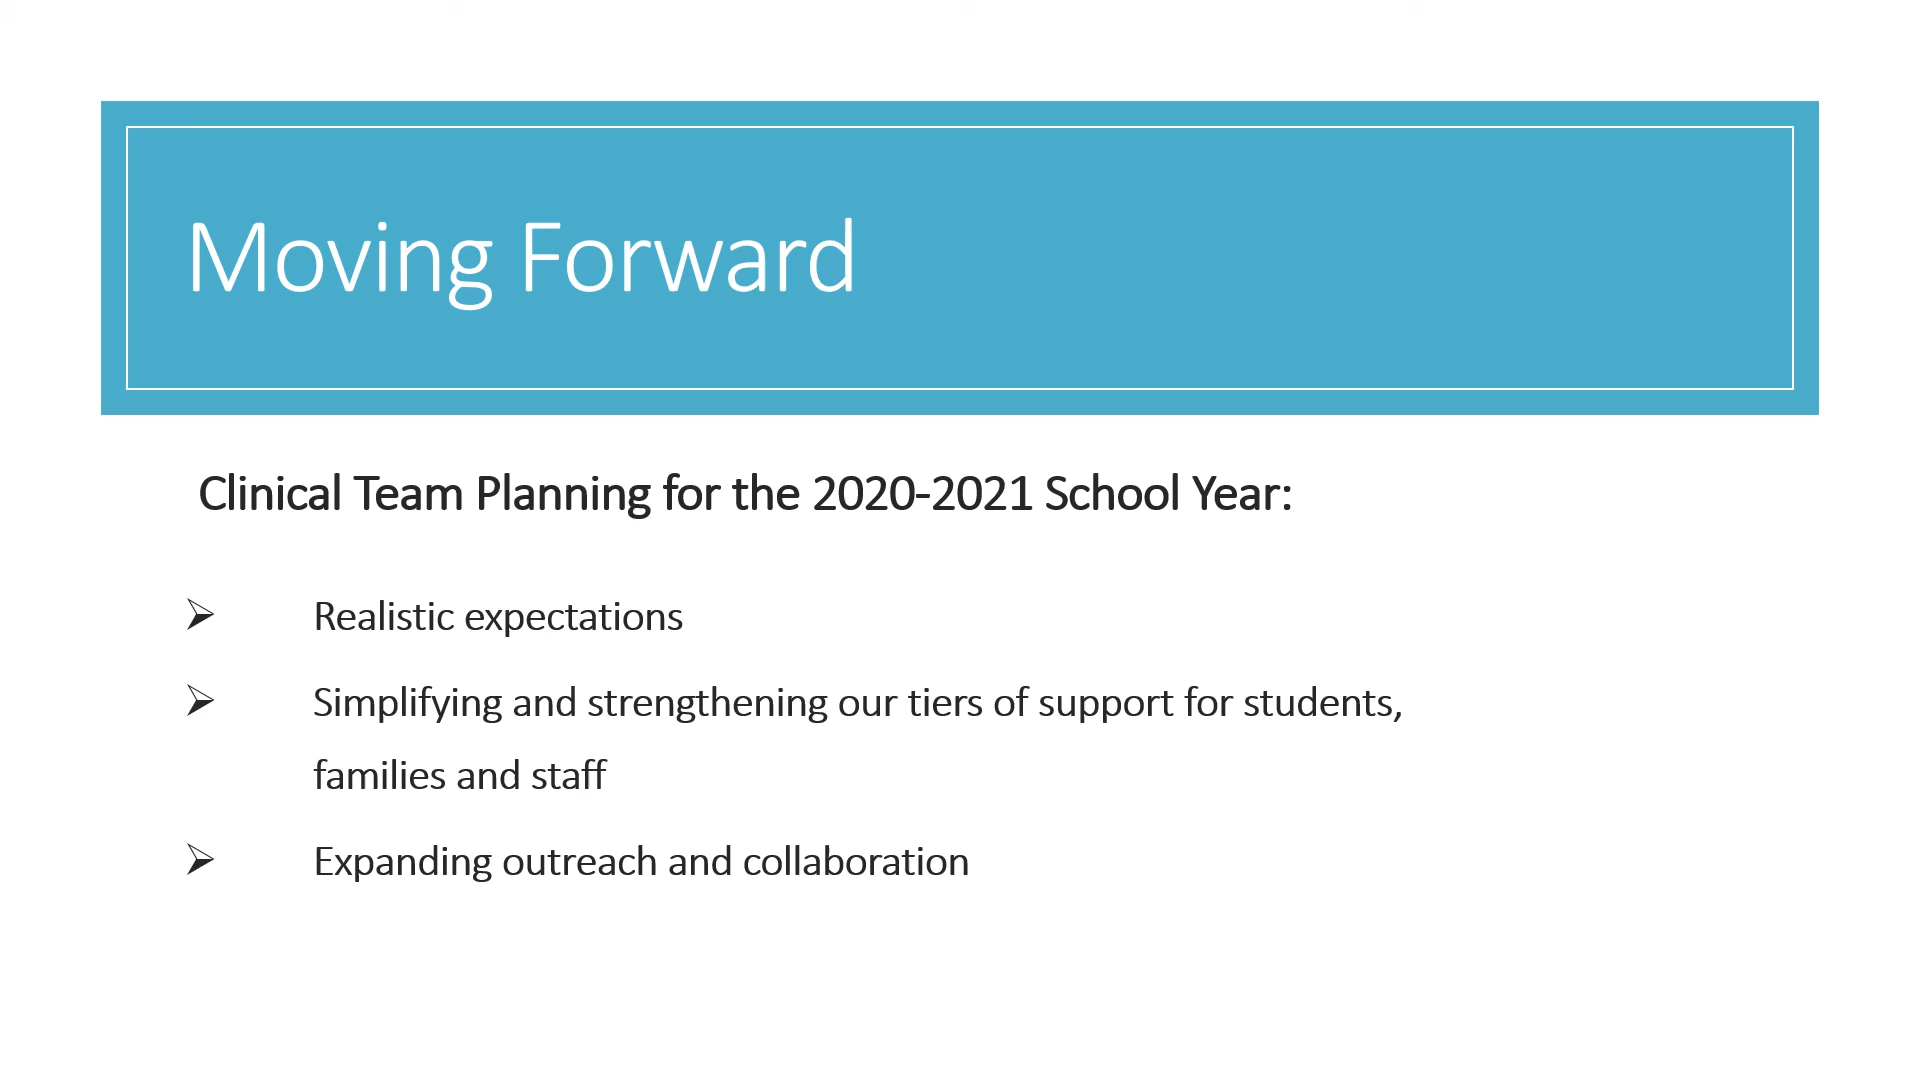 Moving Forward
Clinical Team Planning for the 2020-2021 School Year:
➢ Realistic expectations
➢ Simplifying and strengthening our tiers of support for students,
families and staff
➢ Expanding outreach and collaboration